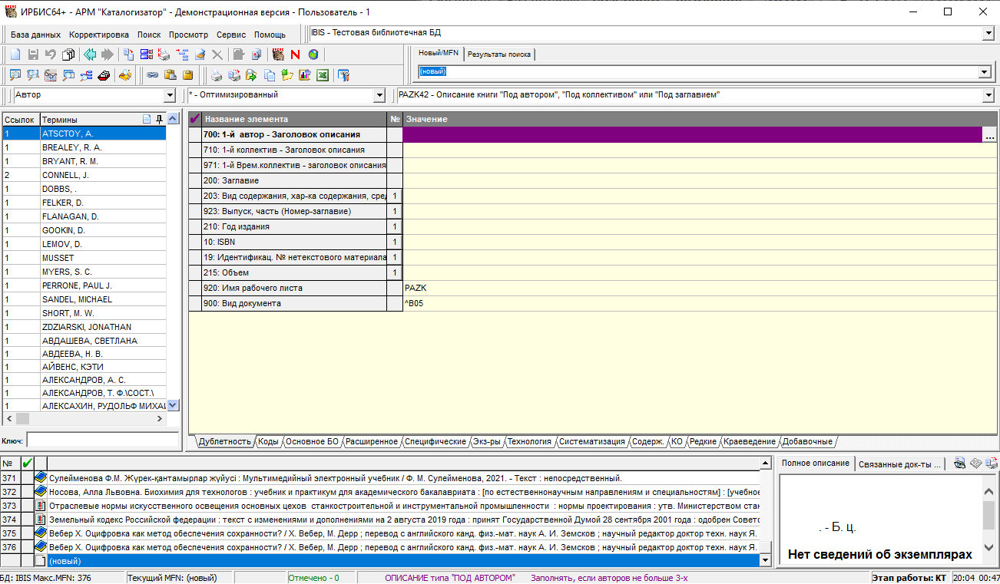 ИРБИС64+ - АРМ "Каталогизатор" - Демонстрационная версия - Пользователь - 1
База данных Корректировка Поиск Просмотр Сервис Помощь
IBIS - Тестовая библиотечная БД
Новый/MFN Результаты поиска
(новый)
Автор
* - Оптимизированный
PAZK42 - Описание книги "Под автором", "Под коллективом" или "Под заглавием"
Ссылок Термины
1 ATSCTOY, A.
1 BREALEY, R. A.
1 BRYANT, R. M.
2 CONNELL, J.
1 DOBBS, .
1 FELKER, D.
1 FLANAGAN, D.
1 GOOKIN, D.
1 LEMOV, D.
1 MUSSET
1 MYERS, S. C.
1 PERRONE, PAUL J.
1 SANDEL, MICHAEL
1 SHORT, M. W.
1 ZDZIARSKI, JONATHAN
1 АВДАШЕВА, СВЕТЛАНА
1 АВДЕЕВА, Н. В.
1 АЙВЕНС, КЭТИ
1 АЛЕКСАНДРОВ, А. С.
1 АЛЕКСАНДРОВ, Т. Ф.\СОСТ.\
1 АЛЕКСАХИН, РУДОЛЬФ МИХАИ
Ключ:
Название элемента № Значение
700: 1-й автор - Заголовок описания ...
710: 1-й коллектив - Заголовок описания
971: 1-й Врем.коллектив - заголовок описания
200: Заглавие
203: Вид содержания, хар-ка содержания, сред 1
923: Выпуск, часть (Номер-заглавие) 1
210: Год издания 1
10: ISBN 1
19: Идентификац. № нетекстового материала 1
215: Объем 1
920: Имя рабочего листа PAZK
900: Вид документа ^B05
Дублетность Коды Основное БО Расширенное Специфические Экз-ры Технология Систематизация Содерж. КО Редкие Краеведение Добавочные
№
371 Сулейменова Ф.М. Жүрек-қантамырлар жүйүсі : Мультимедийный электронный учебник / Ф. М. Сулейменова, 2021. - Текст : непосредственный.
372 Носова, Алла Львовна. Биохимия для технологов : учебник и практикум для академического бакалавриата : [по естественнонаучным направлениям и специальностям] : [учебное
373 Отраслевые нормы искусственного освещения основных цехов станкостроительной и инструментальной промышленности : нормы проектирования : утв. Министерством стан
374 Земельный кодекс Российской федерации : текст с изменениями и дополнениями на 2 августа 2019 года : принят Государственной Думой 28 сентября 2001 года : одобрен Советс
375 Вебер Х. Оцифровка как метод обеспечения сохранности? / Х. Вебер, М. Дерр ; перевод с английского канд. физ.-мат. наук А. И. Земсков ; научный редактор доктор техн. наук Я.
376 Вебер Х. Оцифровка как метод обеспечения сохранности? / Х. Вебер, М. Дерр ; перевод с английского канд. физ.-мат. наук А. И. Земсков ; научный редактор доктор техн. наук Я.
(новый)
Полное описание Связанные док-ты ...
. - Б. ц.
Нет сведений об экземплярах
БД: IBIS Макс.MFN: 376 Текущий MFN: (новый) Отмечено - 0 ОПИСАНИЕ типа "ПОД АВТОРОМ" Заполнять, если авторов не больше 3-х Этап работы: КТ 20:04 00:47